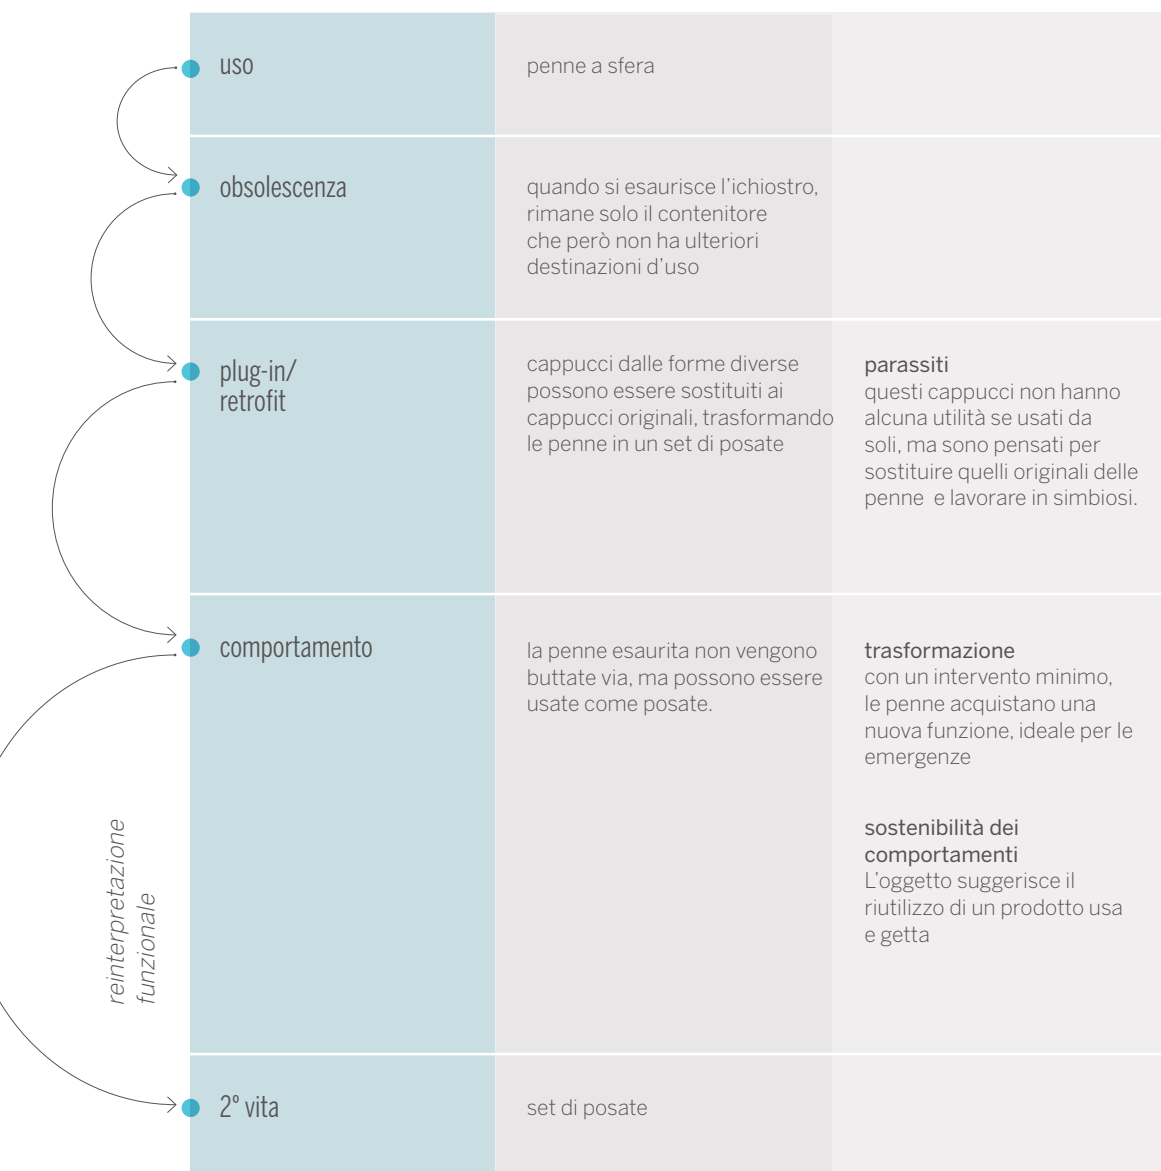 uso
penne a sfera
obsolescenza
quando si esaurisce l'ichiostro,
rimane solo il contenitore
che però non ha ulteriori
destinazioni d'uso
plug-in/
retrofit
cappucci dalle forme diverse
possono essere sostituiti ai
cappucci originali, trasformando
le penne in un set di posate
parassiti
questi cappucci non hanno
alcuna utilità se usati da
soli, ma sono pensati per
sostituire quelli originali delle
penne e lavorare in simbiosi.
comportamento
la penne esaurita non vengono
buttate via, ma possono essere
usate come posate.
trasformazione
con un intervento minimo,
le penne acquistano una
nuova funzione, ideale per le
emergenze
sostenibilità dei
comportamenti
L'oggetto suggerisce il
riutilizzo di un prodotto usa
e getta
reinterpretazione
funzionale
2° vita
set di posate